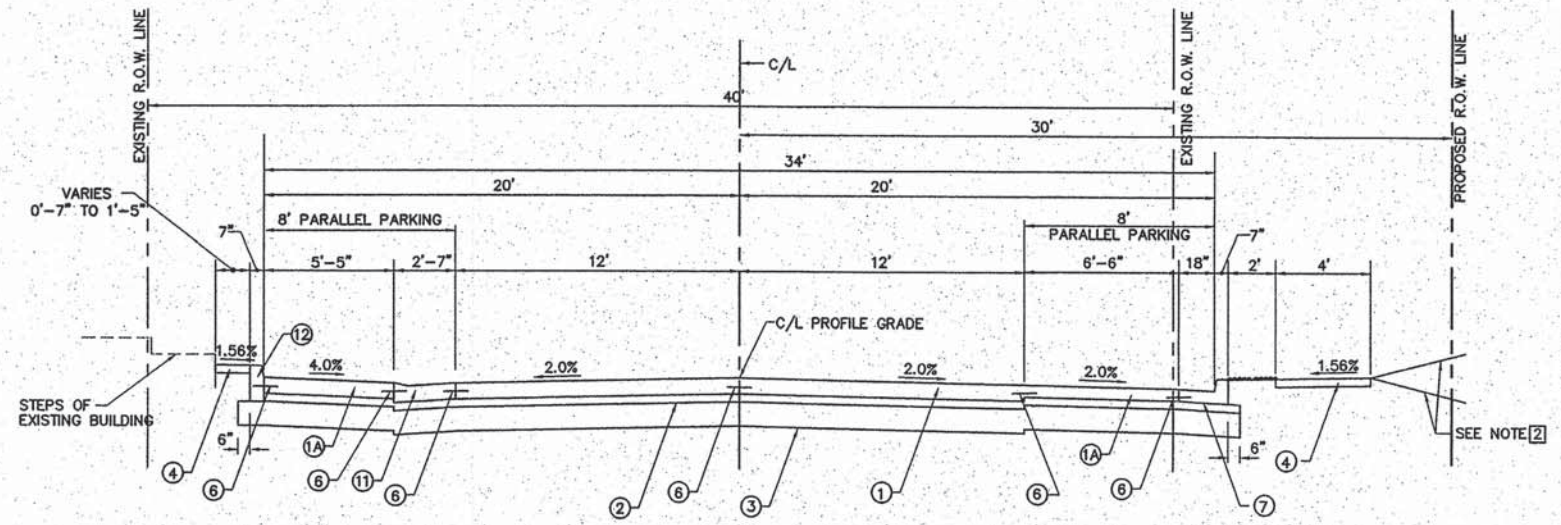 EXISTING R.O.W. LINE
C/L
EXISTING R.O.W. LINE
PROPOSED R.O.W. LINE
40'
30'
34'
20'
20'
VARIES
0'-7" TO 1'-5"
8' PARALLEL PARKING
8'
PARALLEL PARKING
7"
7"
5'-5"
2'-7"
12'
12'
6'-6"
18"
2'
4'
C/L PROFILE GRADE
12
1.56%
4.0%
2.0%
2.0%
2.0%
1.56%
STEPS OF
EXISTING BUILDING
SEE NOTE 2
6"
6"
4
6
1A
6
11
6
2
6
3
1
6
1A
6
7
4